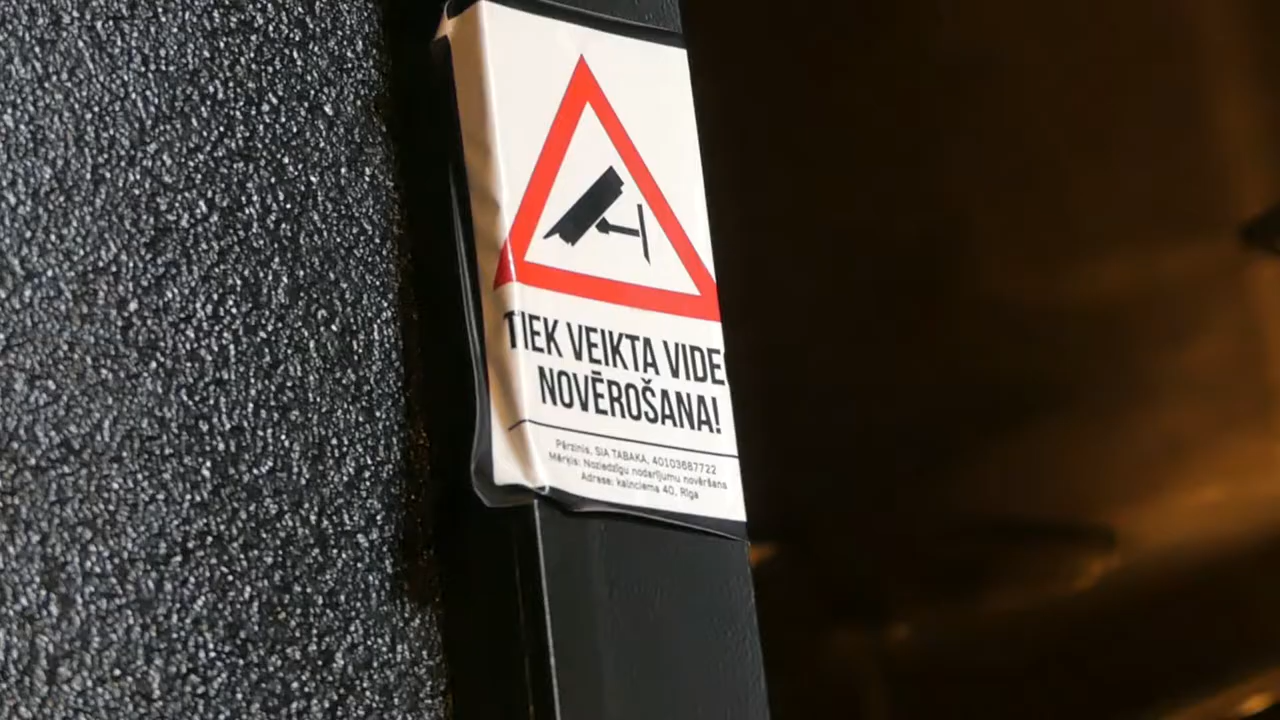 TIEK VEIKTA VIDEO
NOVĒROŠANA!
Pārzinis, SIA TABAKA, 40103687722
Mērķis: Noziedzīgu nodarījumu novēršana
Adrese: kalnciema 40, Rīga